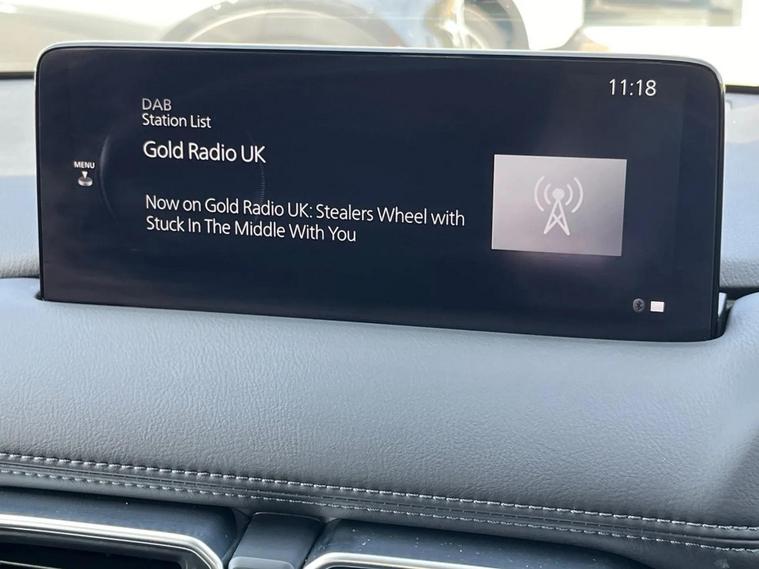 11:18
DAB
Station List
Gold Radio UK
MENU
Now on Gold Radio UK: Stealers Wheel with
Stuck In The Middle With You